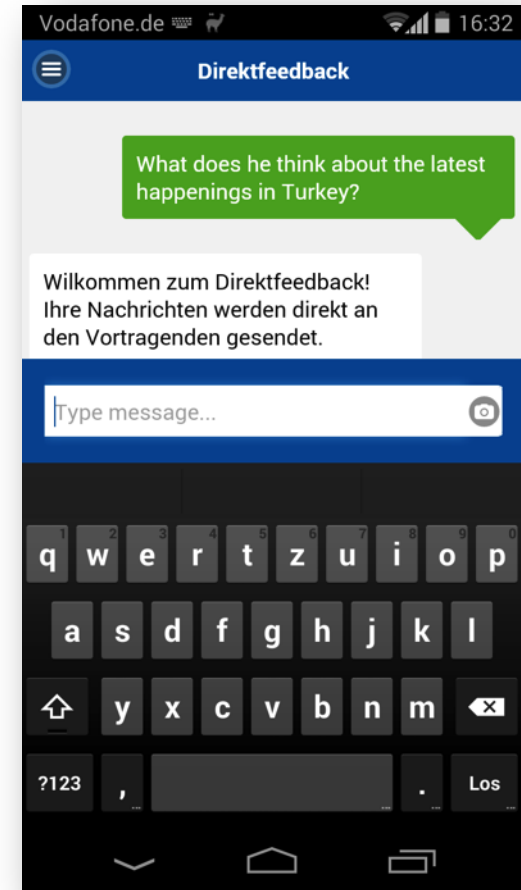 Vodafone.de 16:32
Direktfeedback
What does he think about the latest
happenings in Turkey?
Wilkommen zum Direktfeedback!
Ihre Nachrichten werden direkt an
den Vortragenden gesendet.
Type message...
1 2 3 4 5 6 7 8 9 0
q w e r t z u i o p
a s d f g h j k l
y x c v b n m
?123 , . Los